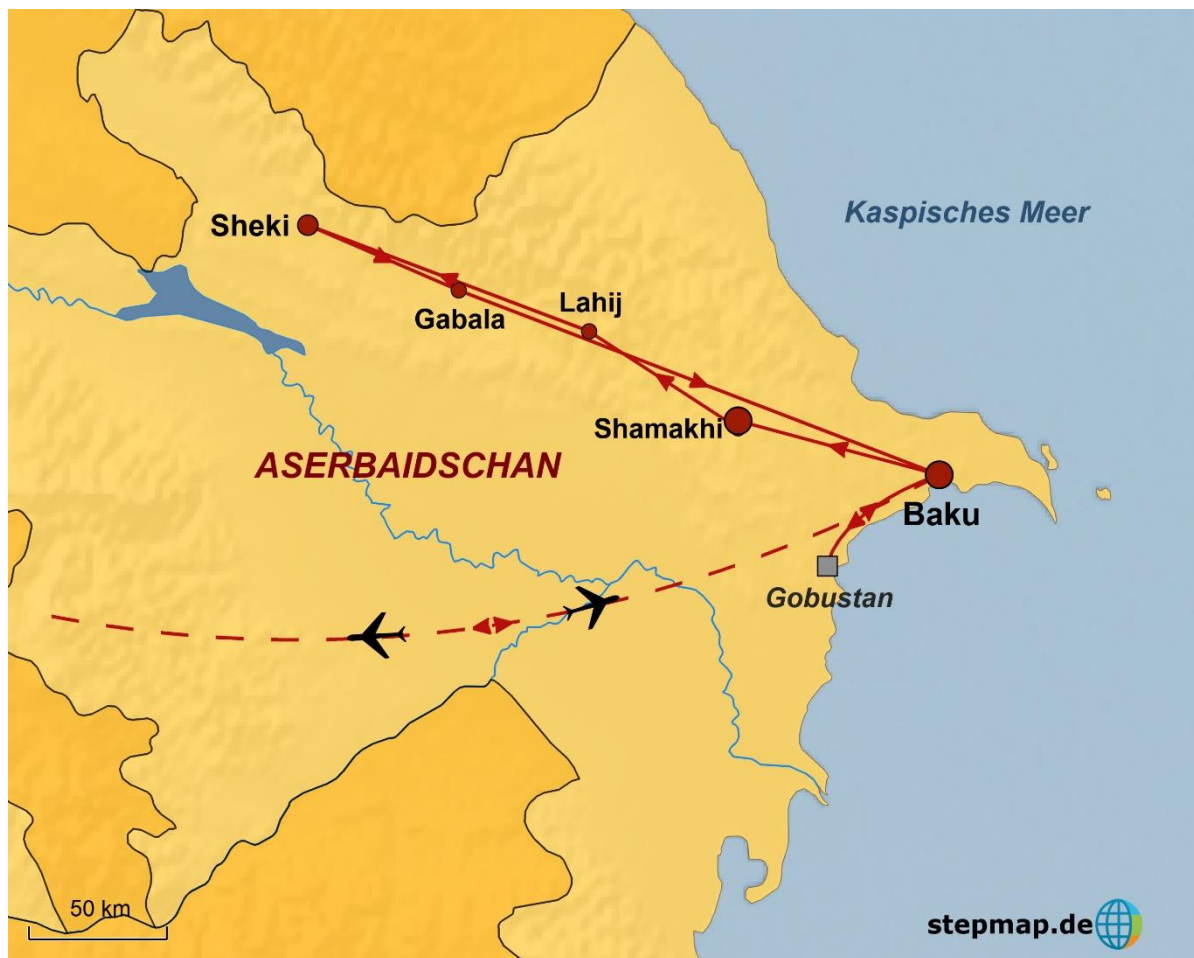 Kaspisches Meer
Sheki
Lahij
Gabala
Shamakhi
ASERBAIDSCHAN
Baku
Gobustan
50 km
stepmap.de